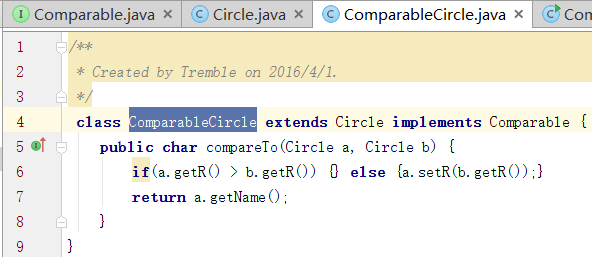 Comparable.java × Circle.java × ComparableCircle.java × Com
1 /**
2 * Created by Tremble on 2016/4/1.
3 */
4 class ComparableCircle extends Circle implements Comparable {
5 public char compareTo(Circle a, Circle b) {
6 if(a.getR() > b.getR()) {} else {a.setR(b.getR());}
7 return a.getName();
8 }
9 }